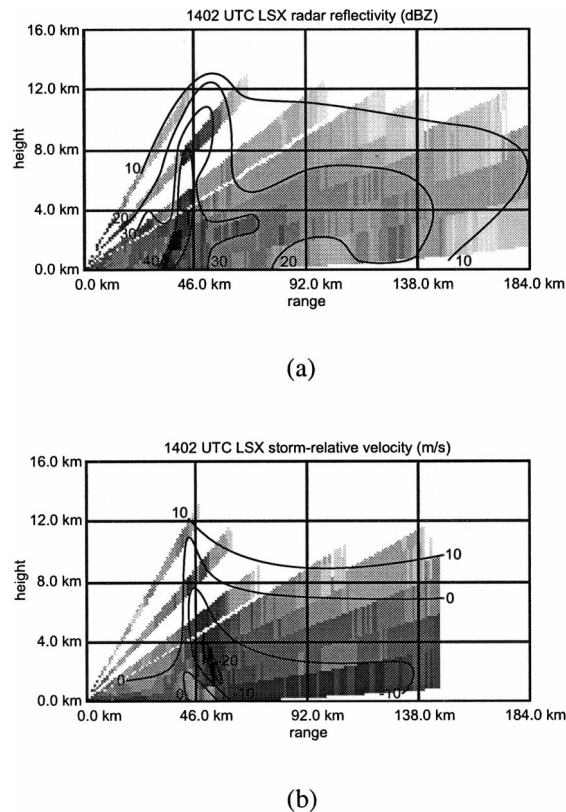 1402 UTC LSX radar reflectivity (dBZ)
16.0 km
12.0 km
8.0 km
4.0 km
0.0 km
height
10
20
30
40
30
20
10
0.0 km 46.0 km 92.0 km 138.0 km 184.0 km
range
(a)
1402 UTC LSX storm-relative velocity (m/s)
16.0 km
12.0 km
8.0 km
4.0 km
0.0 km
height
10
10
0
-20
0
0
-10
-10
0.0 km 46.0 km 92.0 km 138.0 km 184.0 km
range
(b)